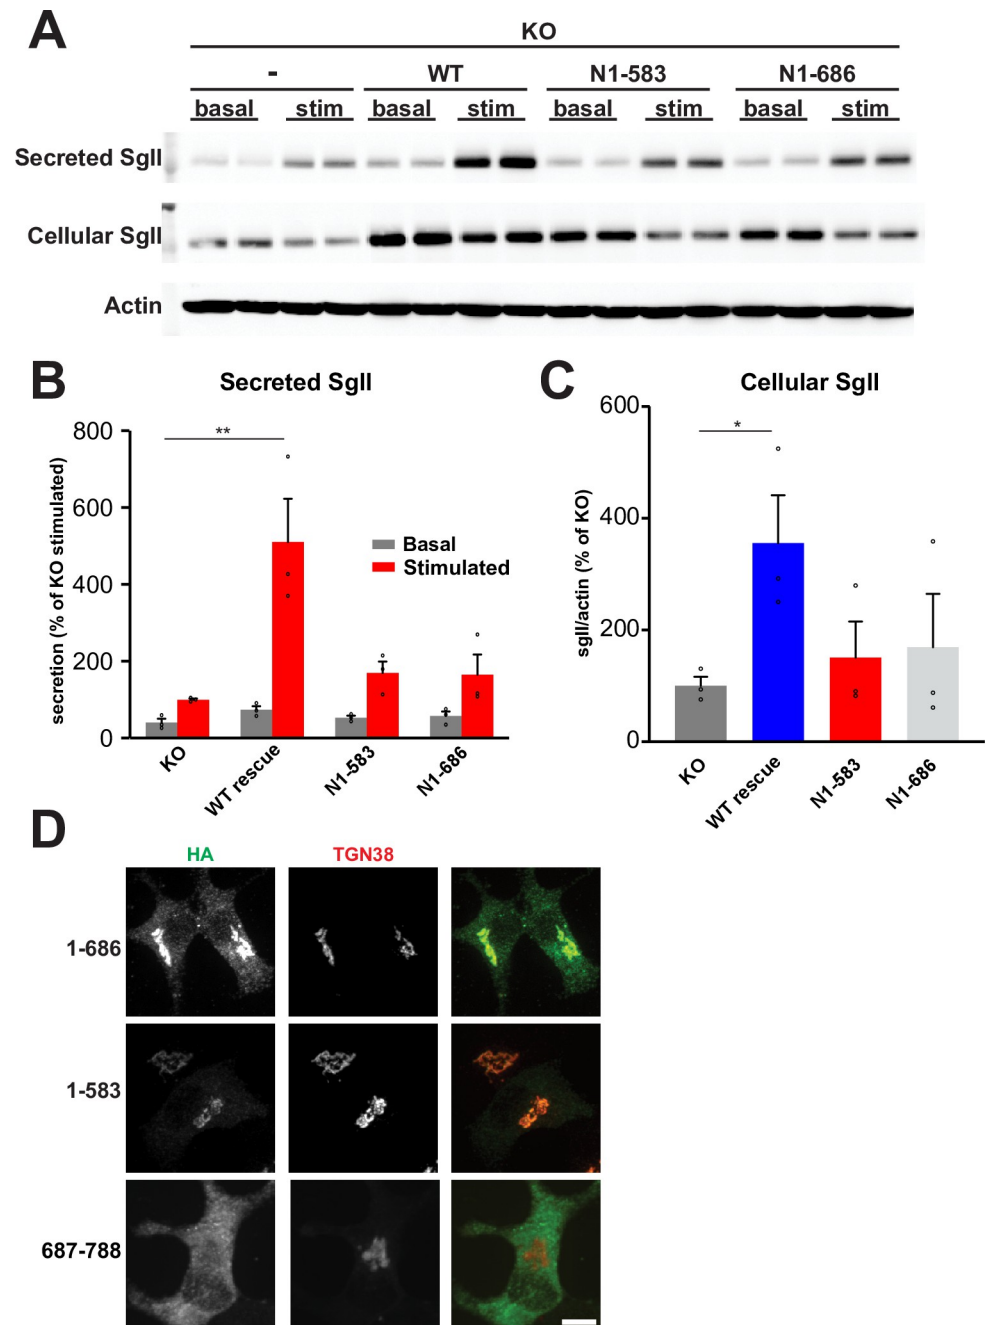 A
KO
- WT N1-583 N1-686
basal stim basal stim basal stim basal stim
Secreted SgII
Cellular SgII
Actin
B
Secreted SgII
secretion (% of KO stimulated)
800
600
400
200
0
**
Basal
Stimulated
KO
WT rescue
N1-583
N1-686
C
Cellular SgII
sgII/actin (% of KO)
600
400
200
0
*
KO
WT rescue
N1-583
N1-686
D
HA TGN38
1-686
1-583
687-788